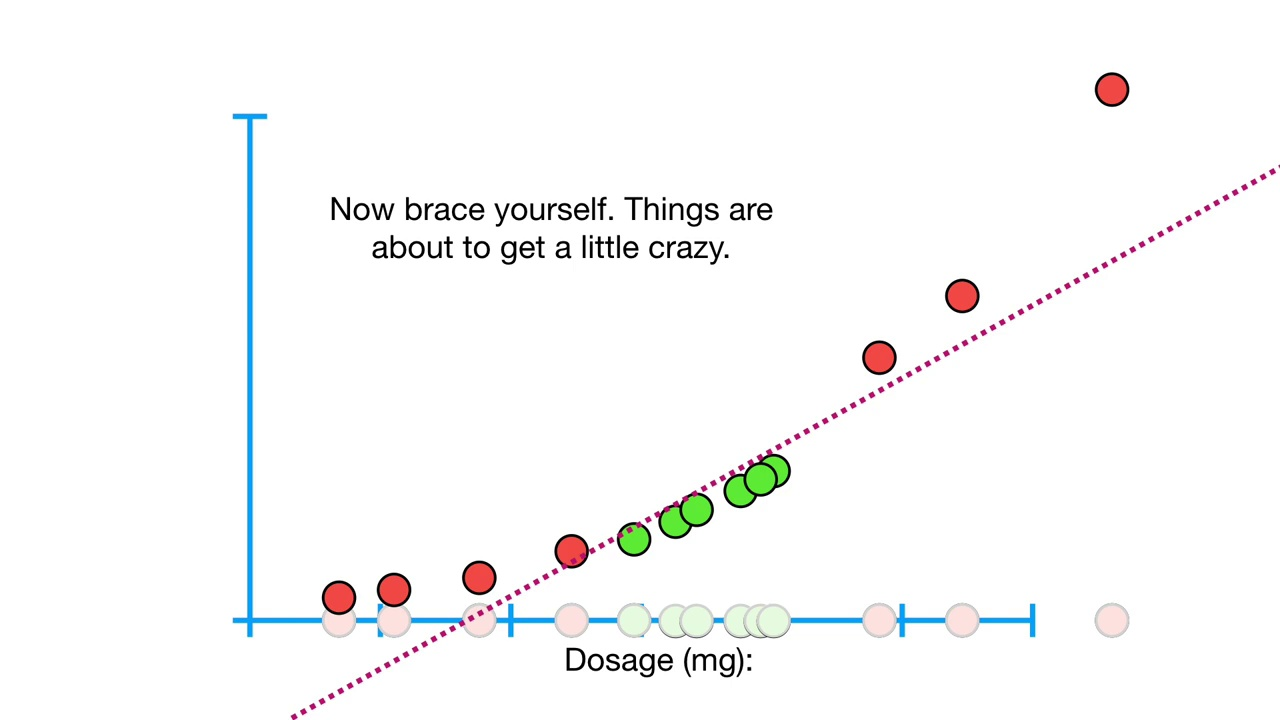 Now brace yourself. Things are
about to get a little crazy.
Dosage (mg):